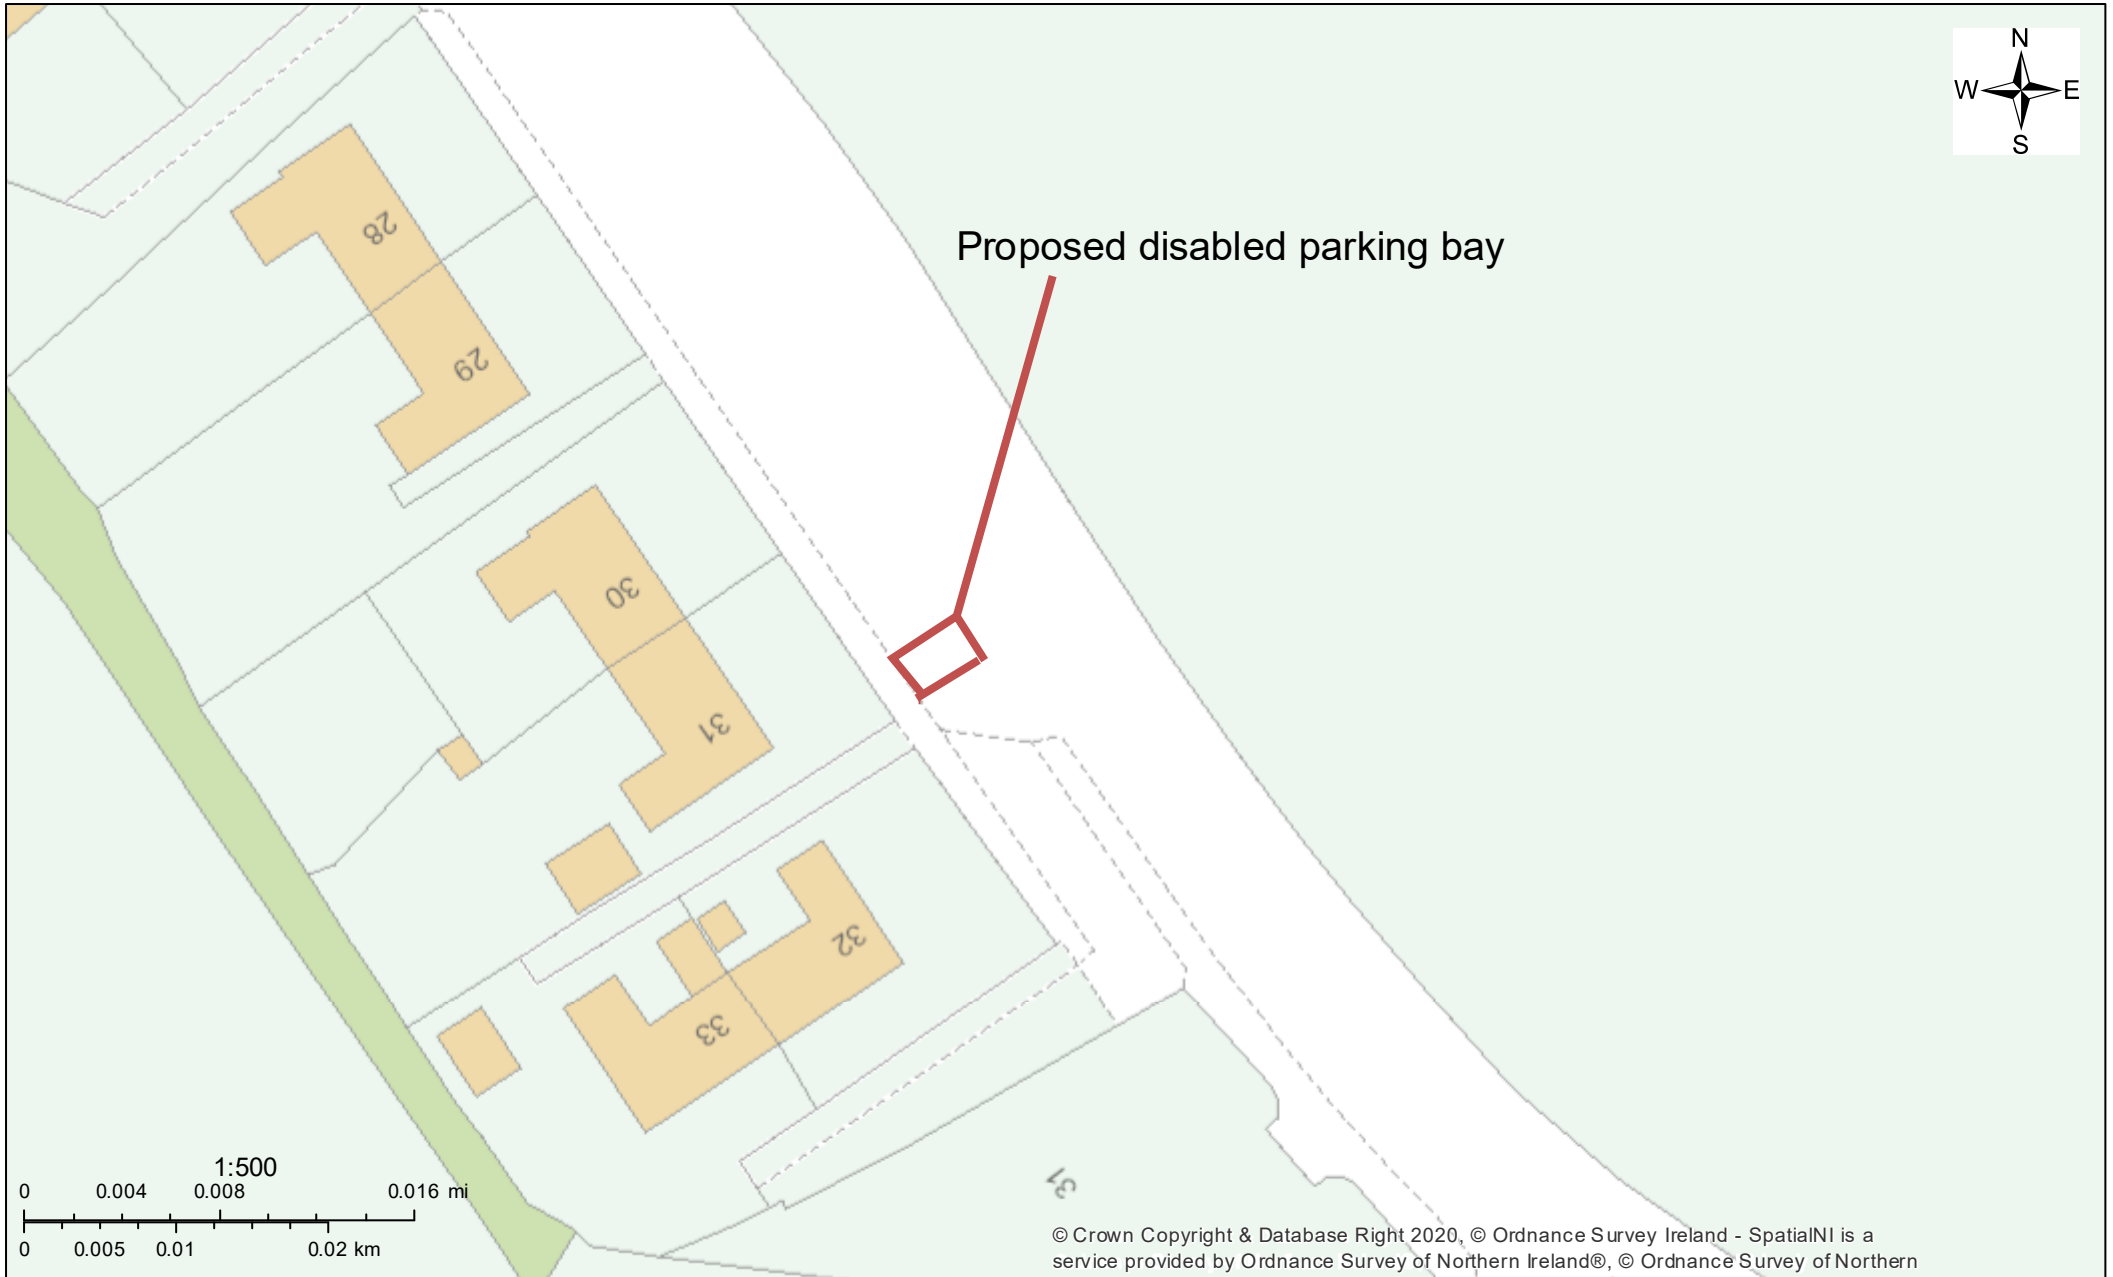 N
W E
S
Proposed disabled parking bay
28
29
30
31
32
33
31
1:500
0 0.004 0.008 0.016 mi
0 0.005 0.01 0.02 km
© Crown Copyright & Database Right 2020, © Ordnance Survey Ireland - SpatialNI is a
service provided by Ordnance Survey of Northern Ireland®, © Ordnance Survey of Northern